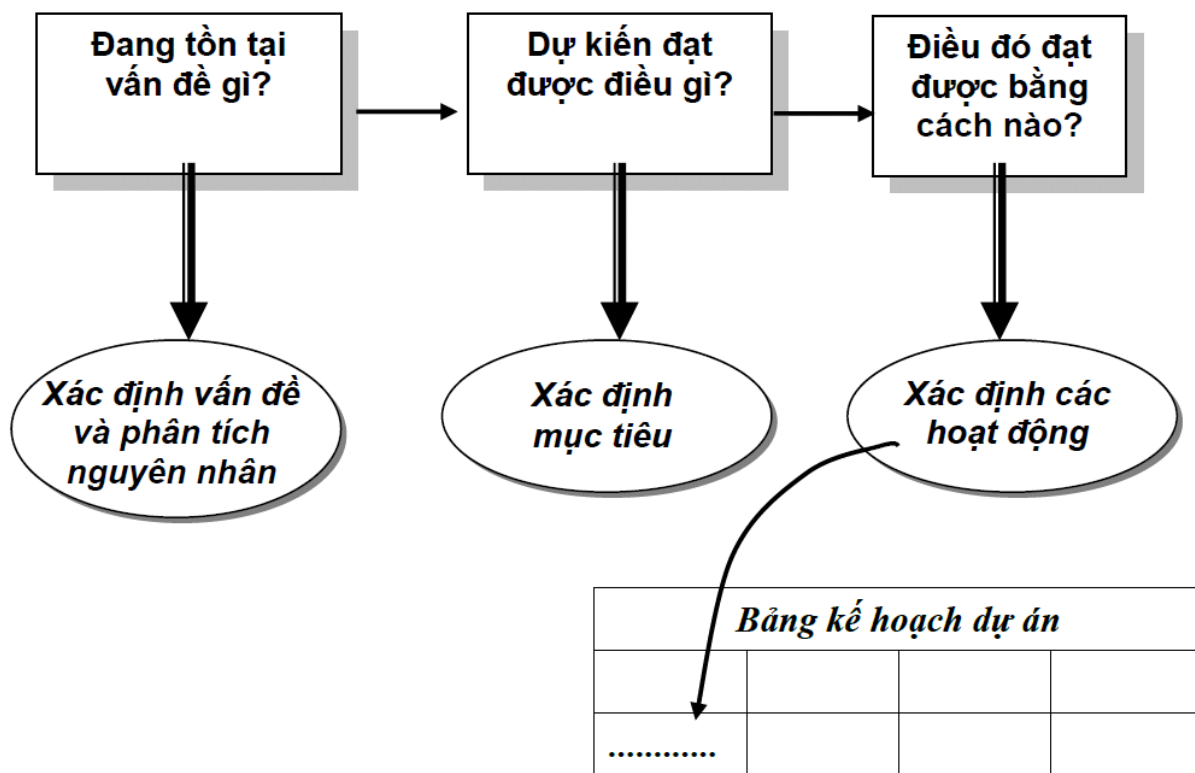 Đang tồn tại
vấn đề gì?
Dự kiến đạt
được điều gì?
Điều đó đạt
được bằng
cách nào?
Xác định vấn đề
và phân tích
nguyên nhân
Xác định
mục tiêu
Xác định các
hoạt động
Bảng kế hoạch dự án
............